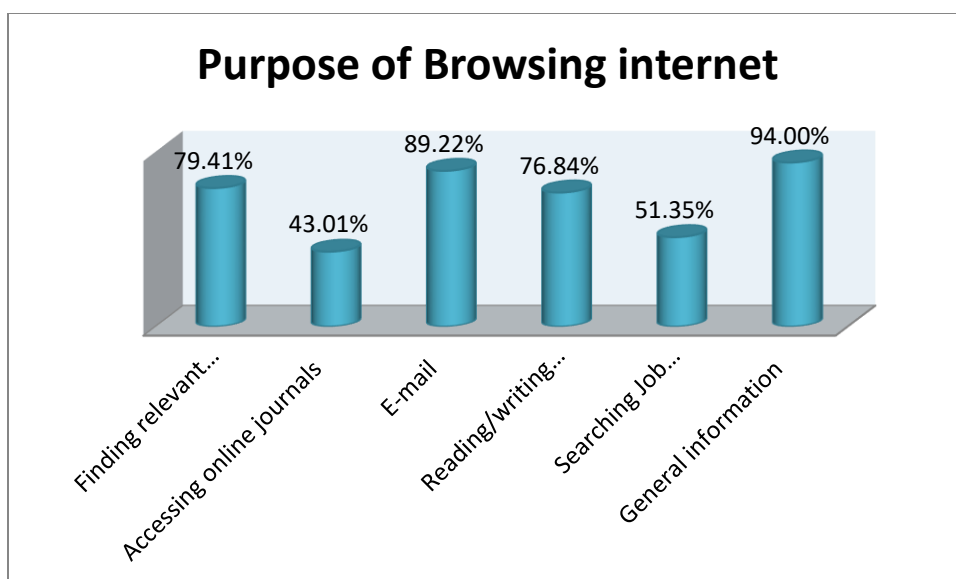 Purpose of Browsing internet
79.41%
43.01%
89.22%
76.84%
51.35%
94.00%
Finding relevant...
Accessing online journals
E-mail
Reading/writing...
Searching Job...
General information